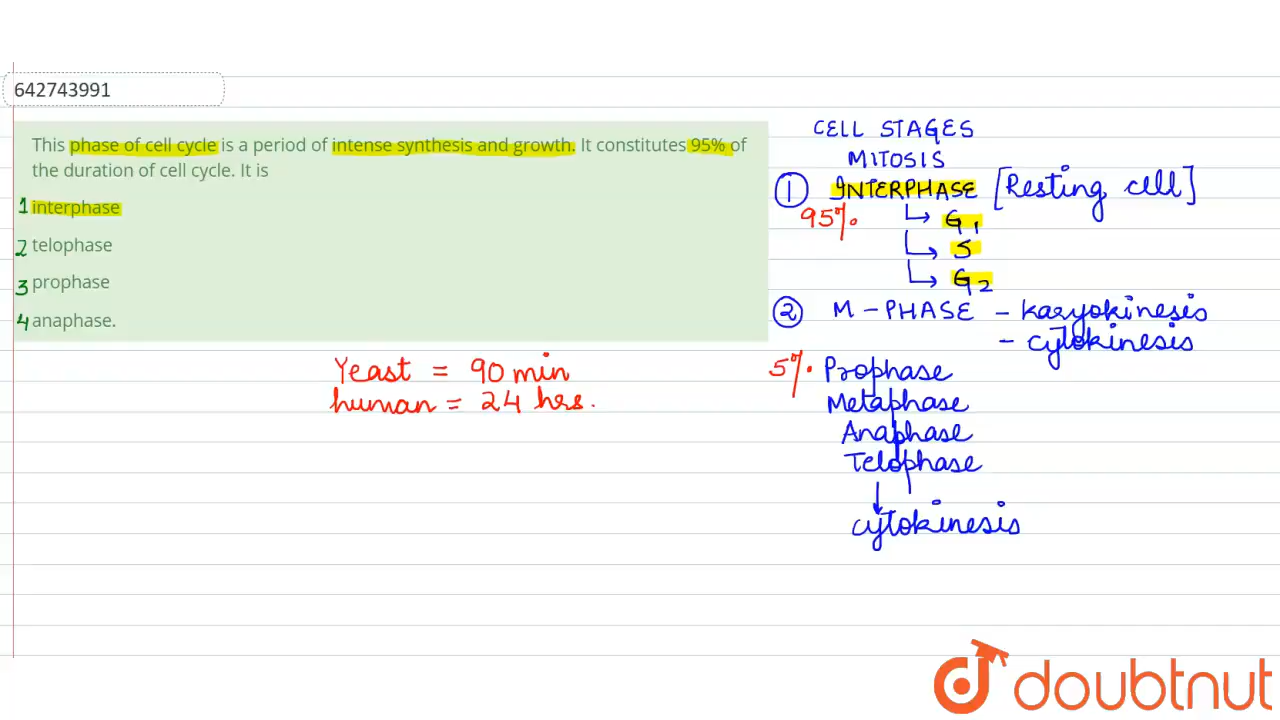 642743991
This phase of cell cycle is a period of intense synthesis and growth. It constitutes 95% of
the duration of cell cycle. It is
1 interphase
2 telophase
3 prophase
4 anaphase.
Yeast = 90 min
human = 24 hrs.
CELL STAGES
MITOSIS
① INTERPHASE [Resting cell]
95%. ↳ G1
↳ S
↳ G2
② M-PHASE - karyokinesis
- cytokinesis
5%. Prophase
Metaphase
Anaphase
Telophase
↓
cytokinesis
doubtnut